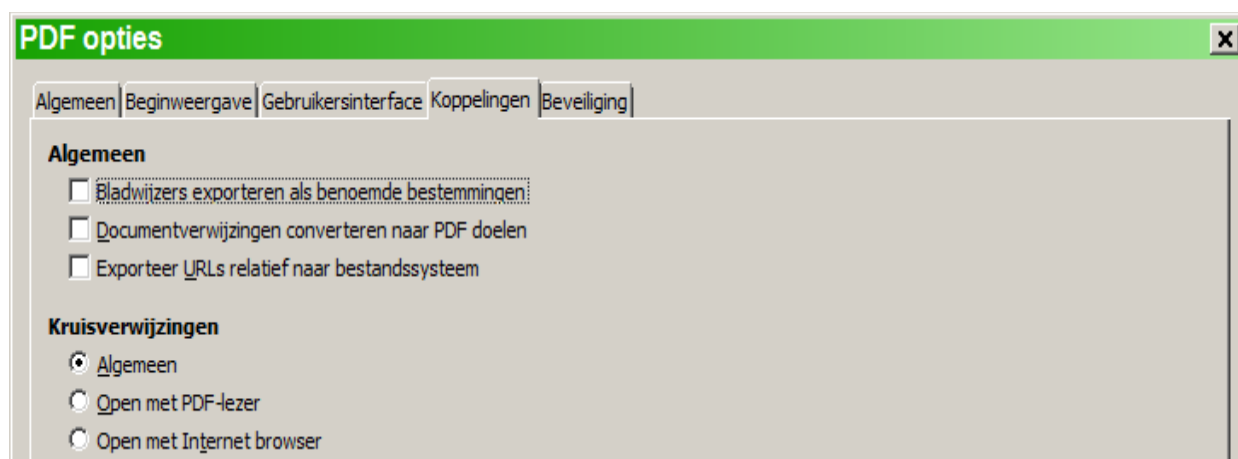 PDF opties
Algemeen Beginweergave Gebruikersinterface Koppelingen Beveiliging
Algemeen
Bladwijzers exporteren als benoemde bestemmingen
Documentverwijzingen converteren naar PDF doelen
Exporteer URLs relatief naar bestandssysteem
Kruisverwijzingen
Algemeen
Open met PDF-lezer
Open met Internet browser